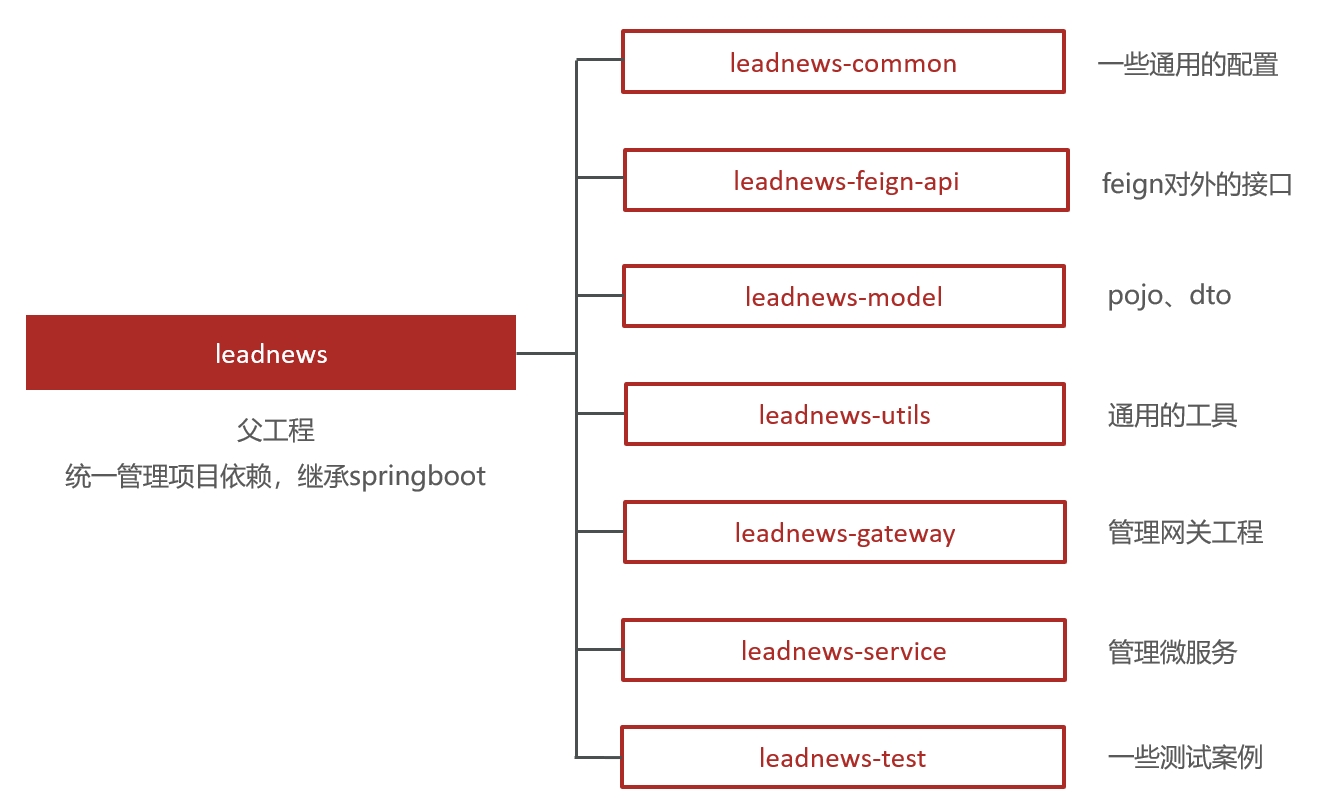 leadnews-common 一些通用的配置
leadnews-feign-api feign对外的接口
leadnews-model pojo、dto
leadnews
父工程
统一管理项目依赖，继承springboot
leadnews-utils 通用的工具
leadnews-gateway 管理网关工程
leadnews-service 管理微服务
leadnews-test 一些测试案例